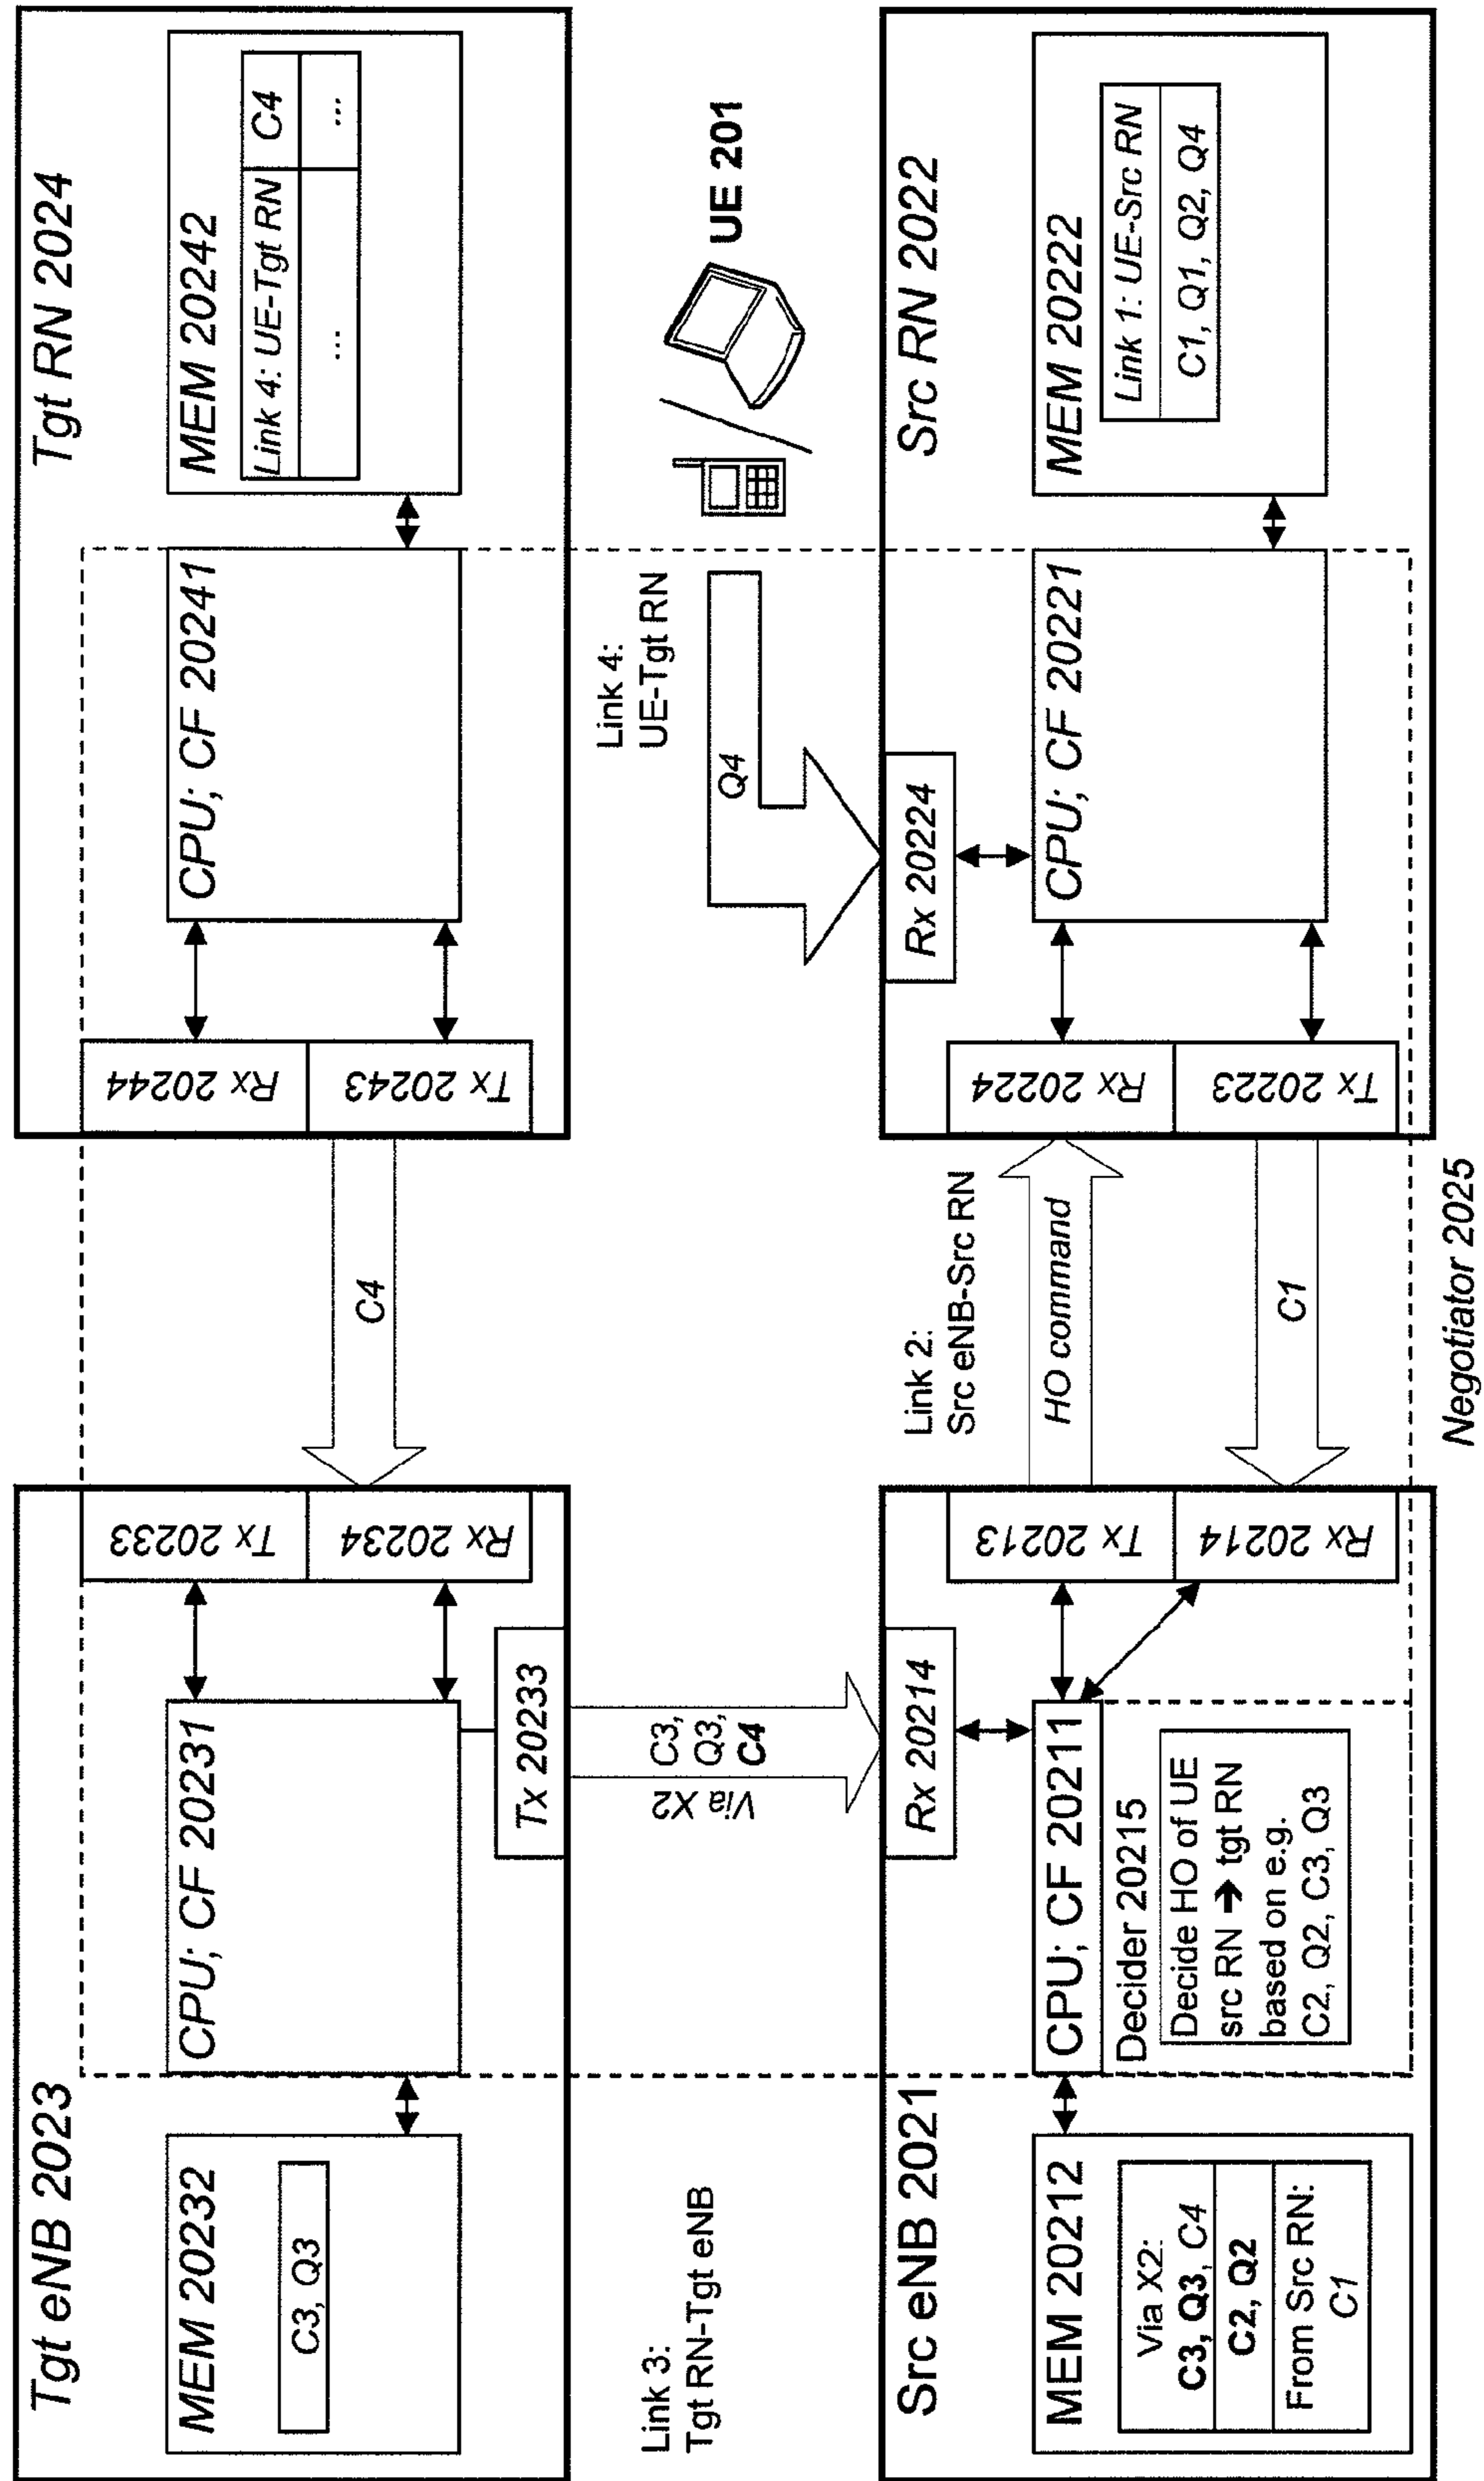 Tgt eNB 2023
MEM 20232
C3, Q3
CPU; CF 20231
Tx 20233
Rx 20234
Tx 20233
C4
Tgt RN 2024
Rx 20244
Tx 20243
CPU; CF 20241
MEM 20242
Link 4: UE-Tgt RN
C4
...
...
Link 3:
Tgt RN-Tgt eNB
C3,
Q3,
C4
Via X2
Link 4:
UE-Tgt RN
Q4
UE 201
Src eNB 2021
MEM 20212
Via X2:
C3, Q3, C4
C2, Q2
From Src RN:
C1
Rx 20214
CPU; CF 20211
Decider 20215
Decide HO of UE
src RN ➔ tgt RN
based on e.g.
C2, Q2, C3, Q3
Tx 20213
Rx 20214
Link 2:
Src eNB-Src RN
HO command
C1
Src RN 2022
Rx 20224
Rx 20224
Tx 20223
CPU; CF 20221
MEM 20222
Link 1: UE-Src RN
C1, Q1, Q2, Q4
Negotiator 2025